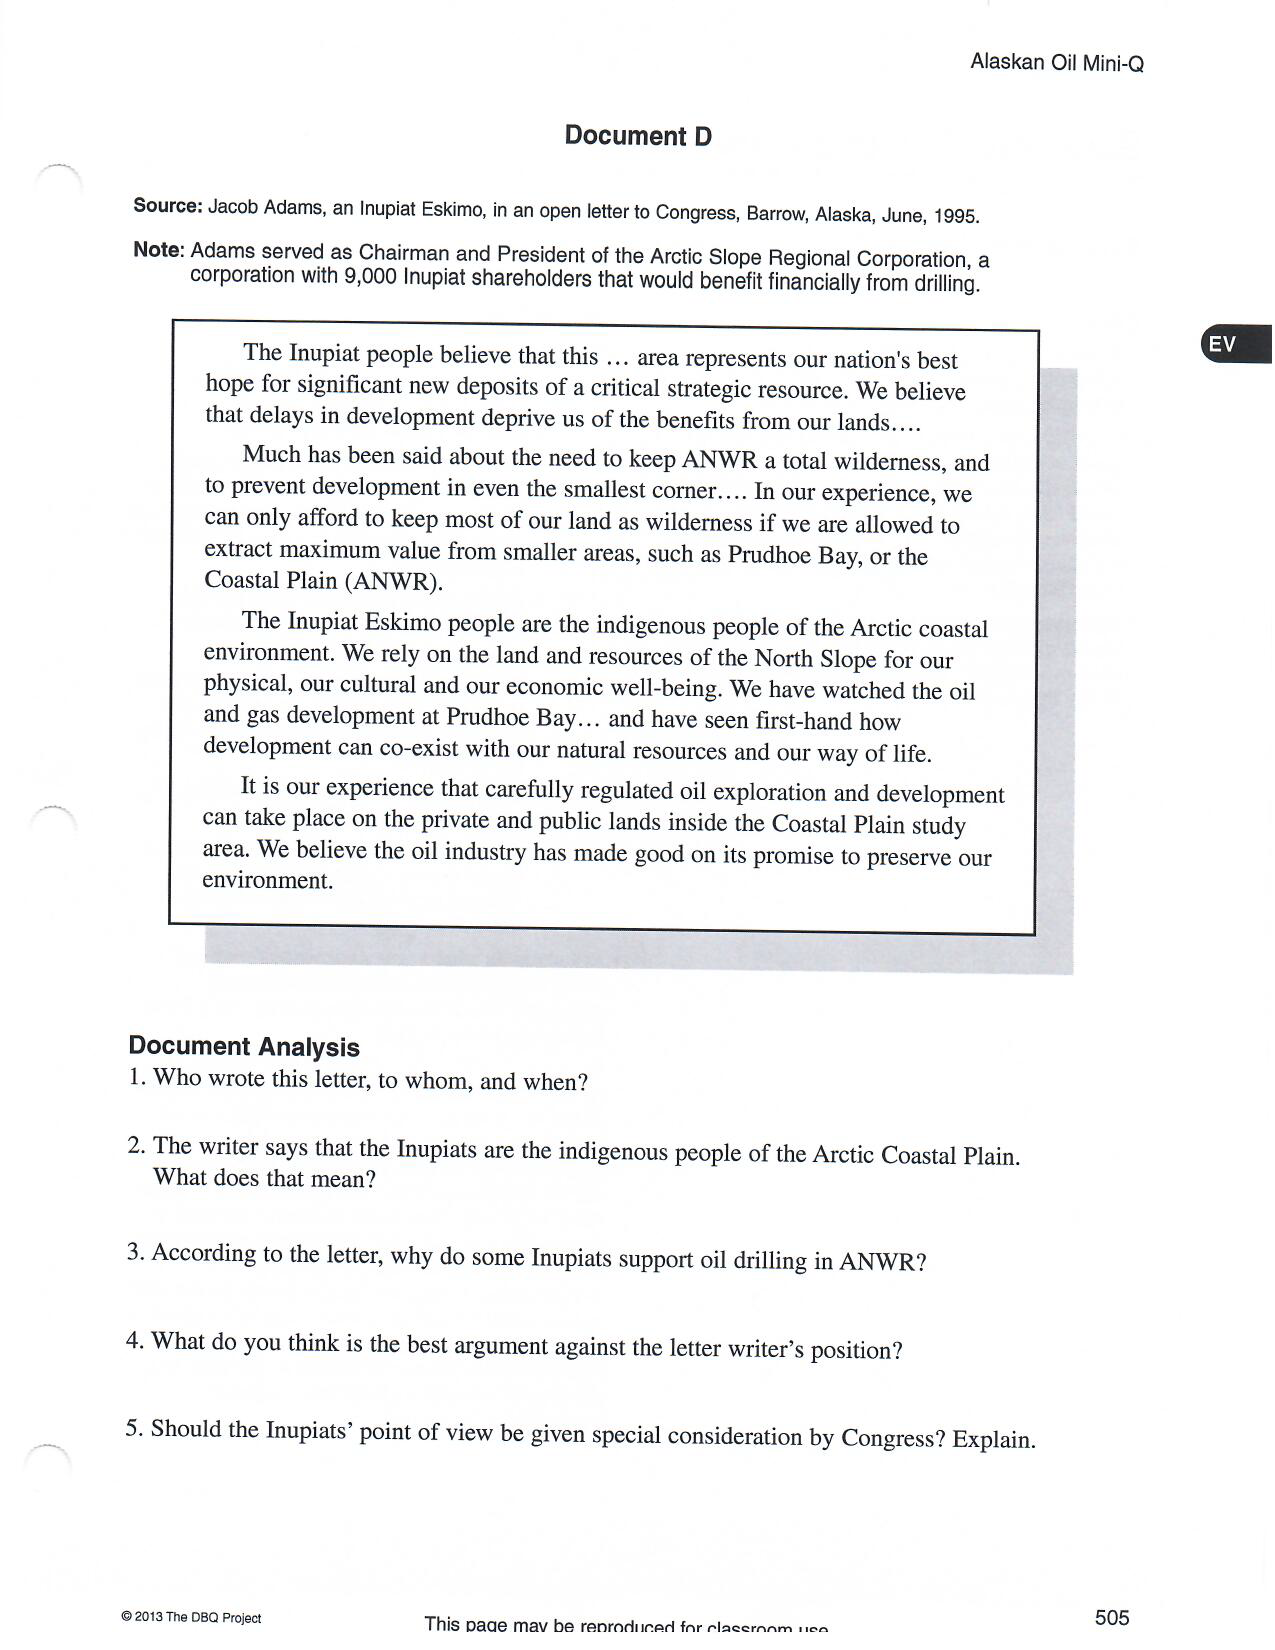 Alaskan Oil Mini-Q
Document D
Source: Jacob Adams, an Inupiat Eskimo, in an open letter to Congress, Barrow, Alaska, June, 1995.
Note: Adams served as Chairman and President of the Arctic Slope Regional Corporation, a
corporation with 9,000 Inupiat shareholders that would benefit financially from drilling.
EV
The Inupiat people believe that this ... area represents our nation's best
hope for significant new deposits of a critical strategic resource. We believe
that delays in development deprive us of the benefits from our lands....
Much has been said about the need to keep ANWR a total wilderness, and
to prevent development in even the smallest corner.... In our experience, we
can only afford to keep most of our land as wilderness if we are allowed to
extract maximum value from smaller areas, such as Prudhoe Bay, or the
Coastal Plain (ANWR).
The Inupiat Eskimo people are the indigenous people of the Arctic coastal
environment. We rely on the land and resources of the North Slope for our
physical, our cultural and our economic well-being. We have watched the oil
and gas development at Prudhoe Bay... and have seen first-hand how
development can co-exist with our natural resources and our way of life.
It is our experience that carefully regulated oil exploration and development
can take place on the private and public lands inside the Coastal Plain study
area. We believe the oil industry has made good on its promise to preserve our
environment.
Document Analysis
1. Who wrote this letter, to whom, and when?
2. The writer says that the Inupiats are the indigenous people of the Arctic Coastal Plain.
What does that mean?
3. According to the letter, why do some Inupiats support oil drilling in ANWR?
4. What do you think is the best argument against the letter writer's position?
5. Should the Inupiats' point of view be given special consideration by Congress? Explain.
© 2013 The DBQ Project
This page may be reproduced for classroom use
505